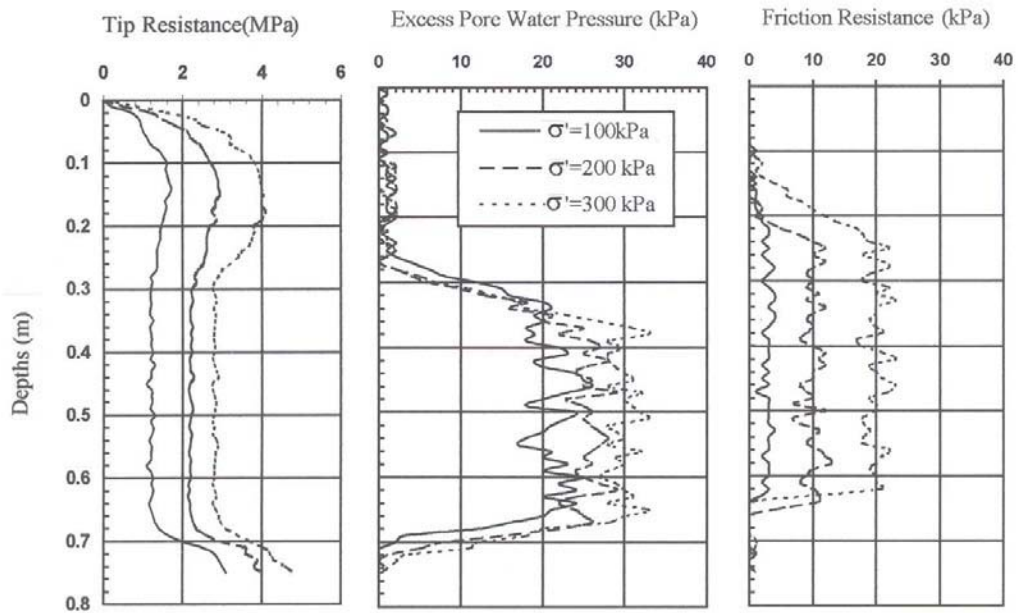 Tip Resistance(MPa)
Excess Pore Water Pressure (kPa)
Friction Resistance (kPa)
0 2 4 6
0 10 20 30 40
0 10 20 30 40
0
0.1
0.2
0.3
0.4
0.5
0.6
0.7
0.8
Depths (m)
σ'=100kPa
σ'=200 kPa
σ'=300 kPa